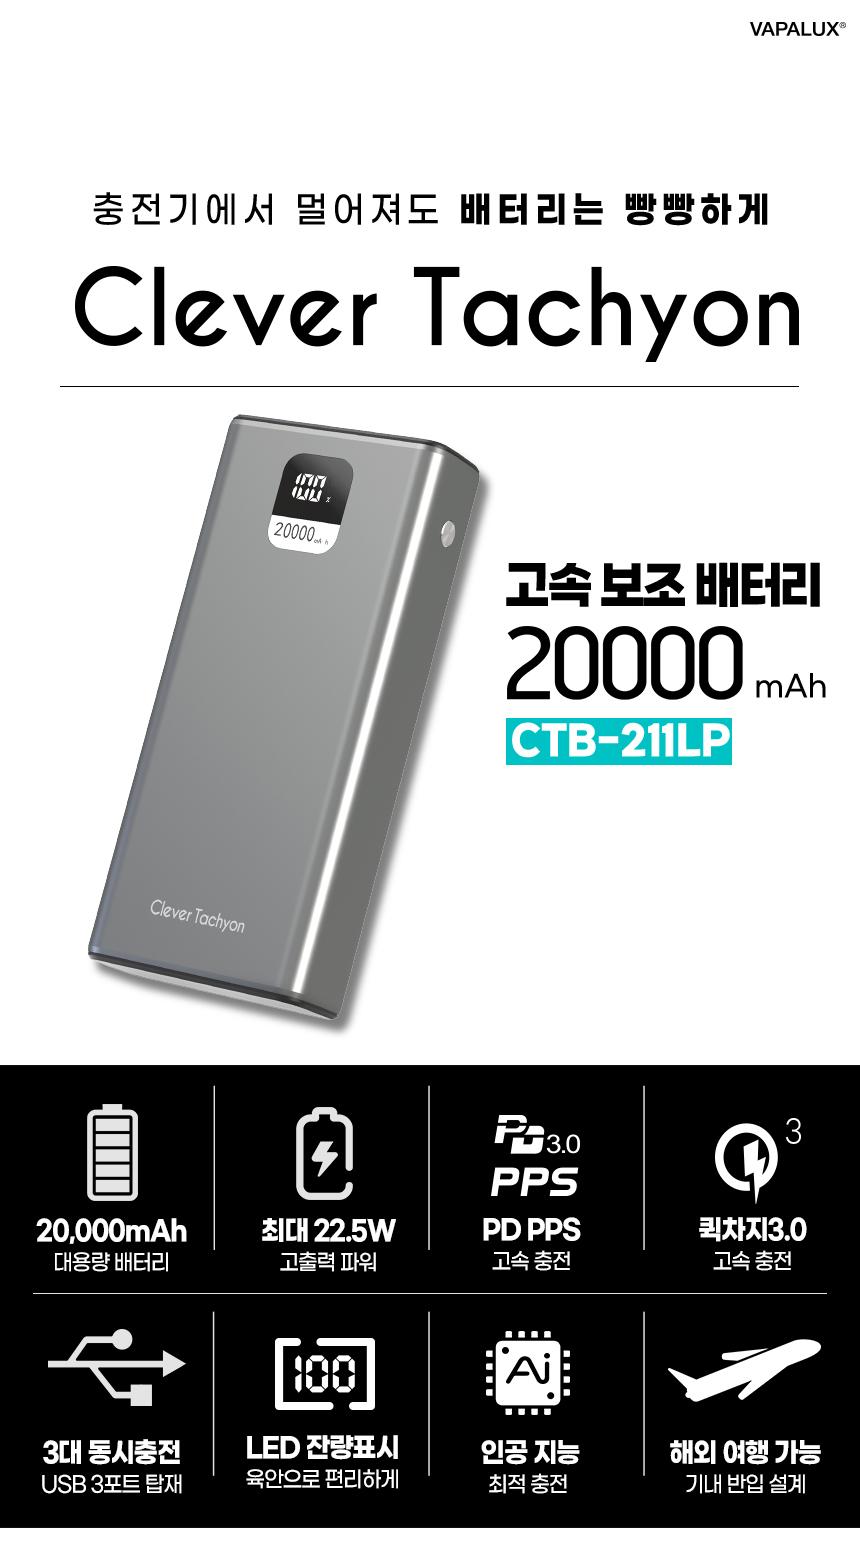 VAPALUX®
충전기에서 멀어져도 배터리는 빵빵하게
Clever Tachyon
100 %
20000 mA h
고속 보조 배터리
20000 mAh
CTB-211LP
Clever Tachyon
PD 3.0
PPS
3
20,000mAh
최대 22.5W
PD PPS
퀵차지3.0
대용량 배터리
고출력 파워
고속 충전
고속 충전
100
Ai
3대 동시충전
LED 잔량표시
인공 지능
해외 여행 가능
USB 3포트 탑재
육안으로 편리하게
최적 충전
기내 반입 설계